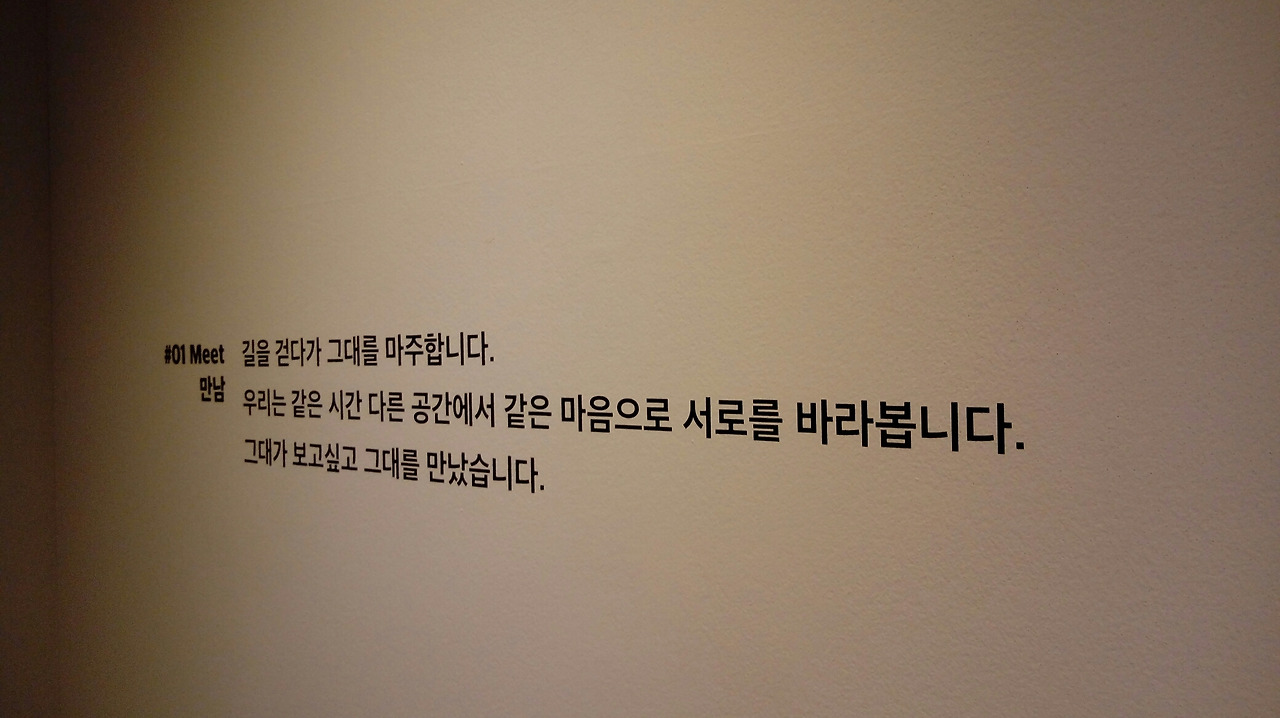 #01 Meet
만남
길을 걷다가 그대를 마주합니다.
우리는 같은 시간 다른 공간에서 같은 마음으로 서로를 바라봅니다.
그대가 보고싶고 그대를 만났습니다.